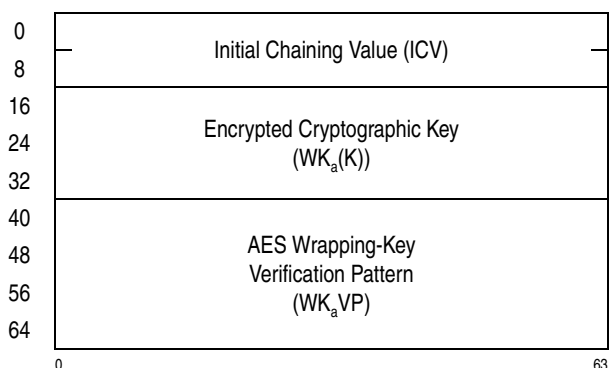 0
Initial Chaining Value (ICV)
8
16
24
Encrypted Cryptographic Key
(WKa(K))
32
40
48
AES Wrapping-Key
Verification Pattern
56
(WKaVP)
64
0 63